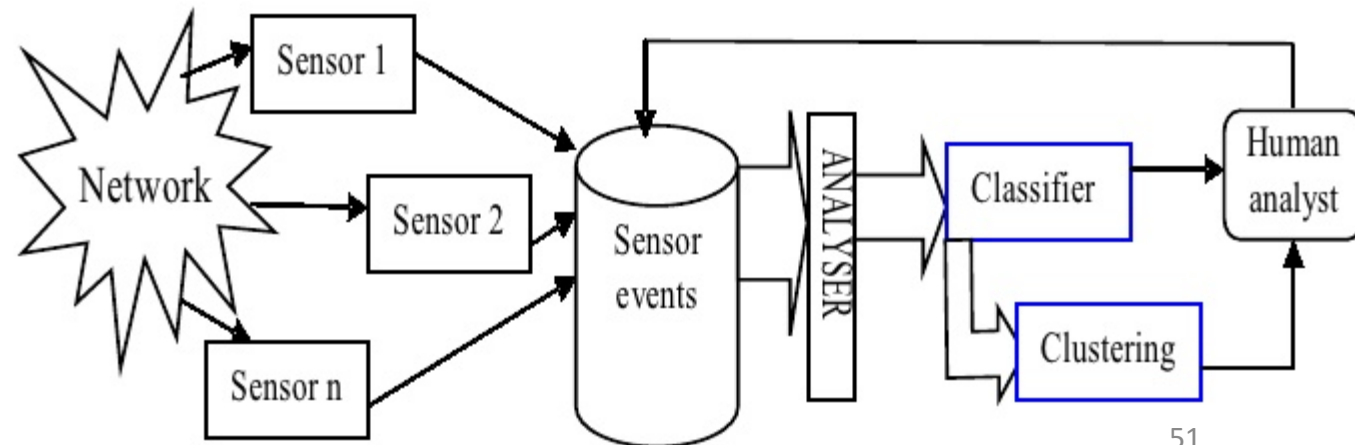 Sensor 1
Network
Sensor 2
Sensor n
Sensor
events
ANALYSER
Classifier
Clustering
Human
analyst
51